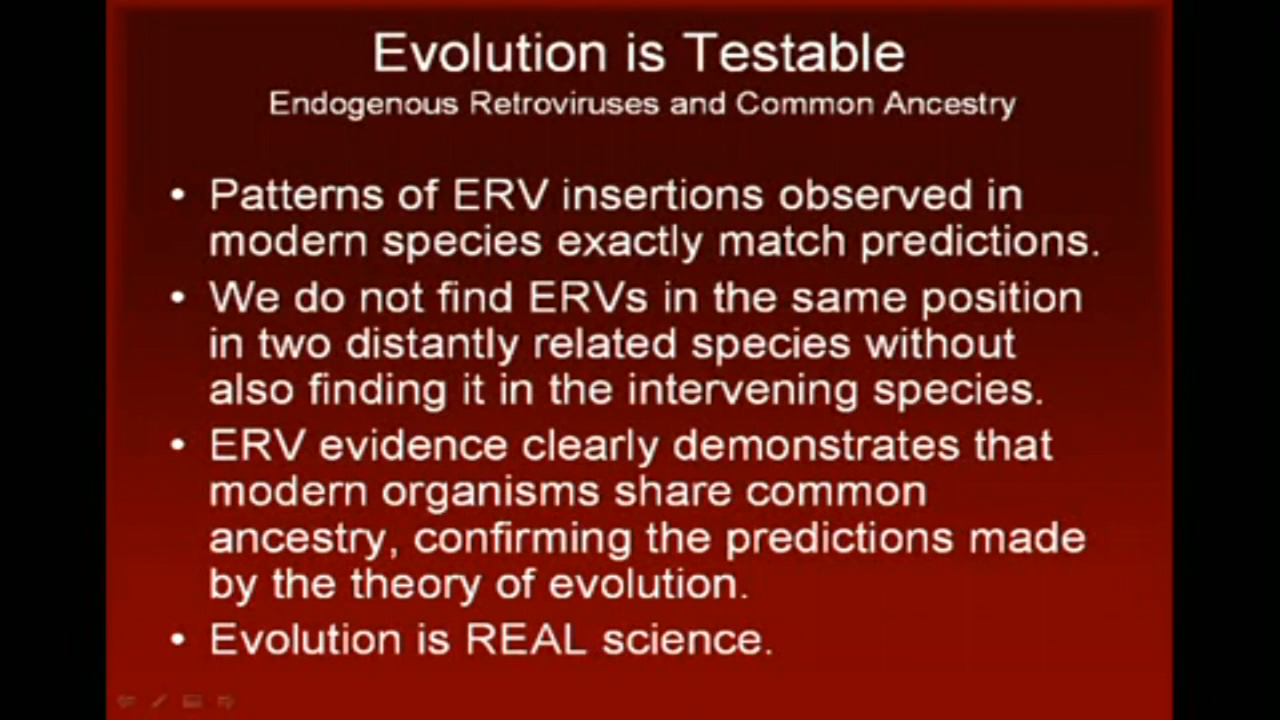 Evolution is Testable
Endogenous Retroviruses and Common Ancestry
• Patterns of ERV insertions observed in
modern species exactly match predictions.
• We do not find ERVs in the same position
in two distantly related species without
also finding it in the intervening species.
• ERV evidence clearly demonstrates that
modern organisms share common
ancestry, confirming the predictions made
by the theory of evolution.
• Evolution is REAL science.